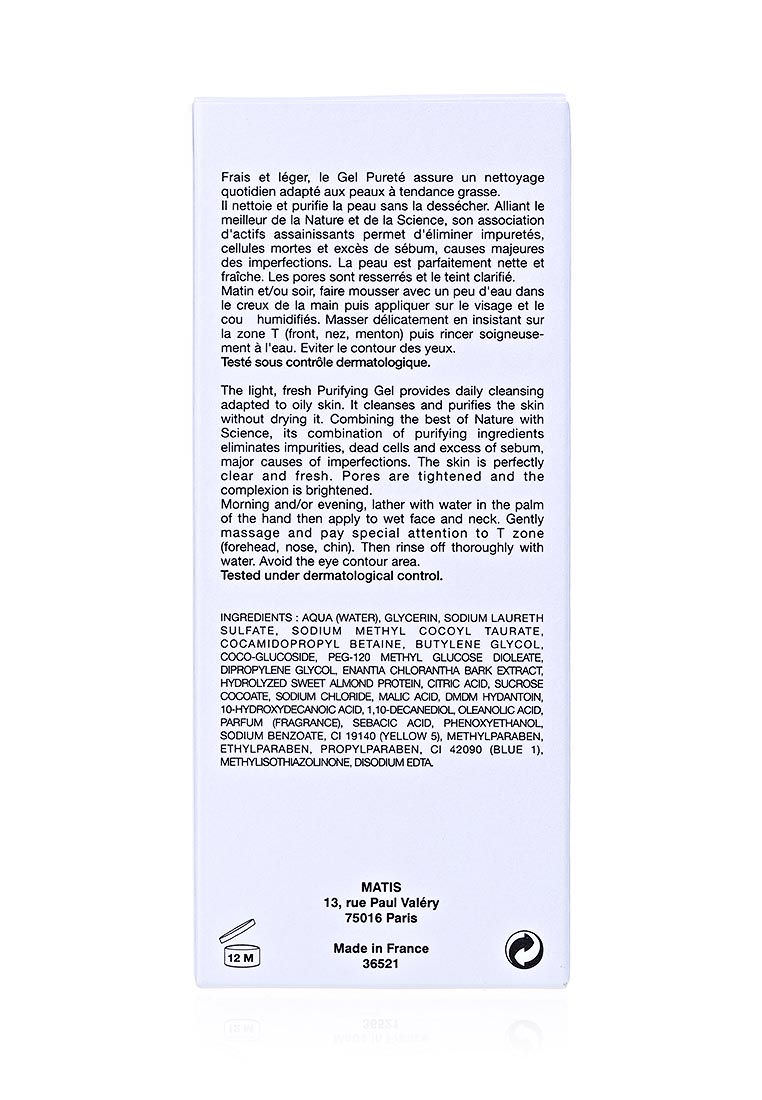 Frais et léger, le Gel Pureté assure un nettoyage
quotidien adapté aux peaux à tendance grasse.
Il nettoie et purifie la peau sans la dessécher. Alliant le
meilleur de la Nature et de la Science, son association
d'actifs assainissants permet d'éliminer impuretés,
cellules mortes et excès de sébum, causes majeures
des imperfections. La peau est parfaitement nette et
fraîche. Les pores sont resserrés et le teint clarifié.
Matin et/ou soir, faire mousser avec un peu d'eau dans
le creux de la main puis appliquer sur le visage et le
cou humidifiés. Masser délicatement en insistant sur
la zone T (front, nez, menton) puis rincer soigneuse-
ment à l'eau. Eviter le contour des yeux.
Testé sous contrôle dermatologique.
The light, fresh Purifying Gel provides daily cleansing
adapted to oily skin. It cleanses and purifies the skin
without drying it. Combining the best of Nature with
Science, its combination of purifying ingredients
eliminates impurities, dead cells and excess of sebum,
major causes of imperfections. The skin is perfectly
clear and fresh. Pores are tightened and the
complexion is brightened.
Morning and/or evening, lather with water in the palm
of the hand then apply to wet face and neck. Gently
massage and pay special attention to T zone
(forehead, nose, chin). Then rinse off thoroughly with
water. Avoid the eye contour area.
Tested under dermatological control.
INGREDIENTS : AQUA (WATER), GLYCERIN, SODIUM LAURETH
SULFATE, SODIUM METHYL COCOYL TAURATE,
COCAMIDOPROPYL BETAINE, BUTYLENE GLYCOL,
COCO-GLUCOSIDE, PEG-120 METHYL GLUCOSE DIOLEATE,
DIPROPYLENE GLYCOL, ENANTIA CHLORANTHA BARK EXTRACT,
HYDROLYZED SWEET ALMOND PROTEIN, CITRIC ACID, SUCROSE
COCOATE, SODIUM CHLORIDE, MALIC ACID, DMDM HYDANTOIN,
10-HYDROXYDECANOIC ACID, 1,10-DECANEDIOL, OLEANOLIC ACID,
PARFUM (FRAGRANCE), SEBACIC ACID, PHENOXYETHANOL,
SODIUM BENZOATE, CI 19140 (YELLOW 5), METHYLPARABEN,
ETHYLPARABEN, PROPYLPARABEN, CI 42090 (BLUE 1),
METHYLISOTHIAZOLINONE, DISODIUM EDTA.
MATIS
13, rue Paul Valéry
75016 Paris
Made in France
36521
12 M